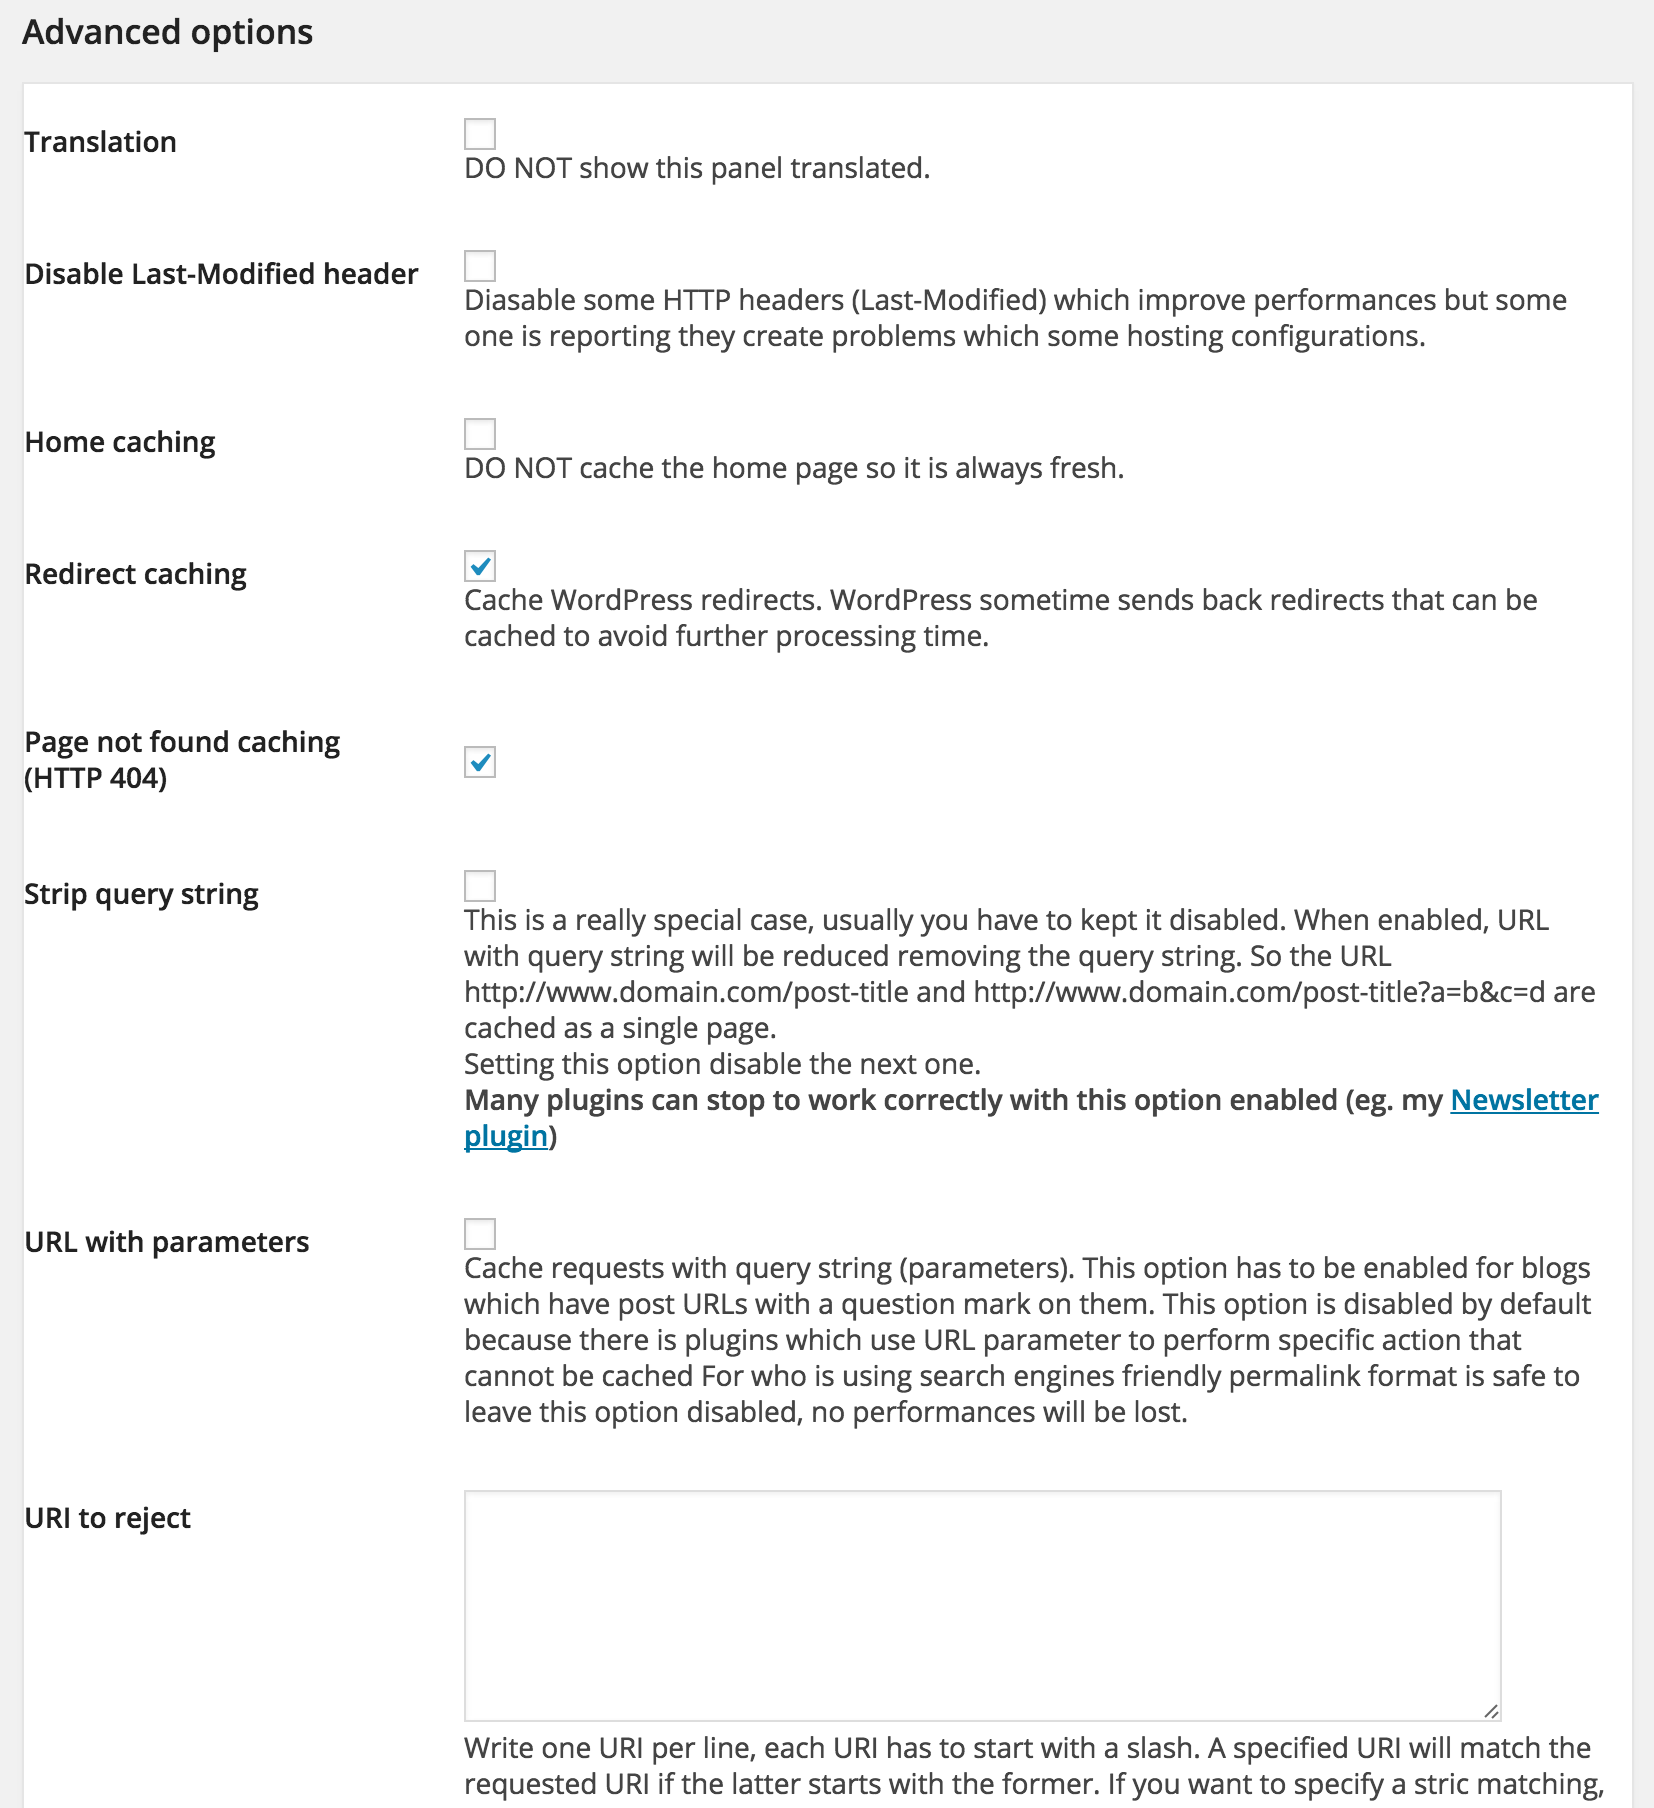 Advanced options
Translation
DO NOT show this panel translated.
Disable Last-Modified header
Diasable some HTTP headers (Last-Modified) which improve performances but some
one is reporting they create problems which some hosting configurations.
Home caching
DO NOT cache the home page so it is always fresh.
Redirect caching
Cache WordPress redirects. WordPress sometime sends back redirects that can be
cached to avoid further processing time.
Page not found caching
(HTTP 404)
Strip query string
This is a really special case, usually you have to kept it disabled. When enabled, URL
with query string will be reduced removing the query string. So the URL
http://www.domain.com/post-title and http://www.domain.com/post-title?a=b&c=d are
cached as a single page.
Setting this option disable the next one.
Many plugins can stop to work correctly with this option enabled (eg. my Newsletter
plugin)
URL with parameters
Cache requests with query string (parameters). This option has to be enabled for blogs
which have post URLs with a question mark on them. This option is disabled by default
because there is plugins which use URL parameter to perform specific action that
cannot be cached For who is using search engines friendly permalink format is safe to
leave this option disabled, no performances will be lost.
URI to reject
Write one URI per line, each URI has to start with a slash. A specified URI will match the
requested URI if the latter starts with the former. If you want to specify a stric matching,